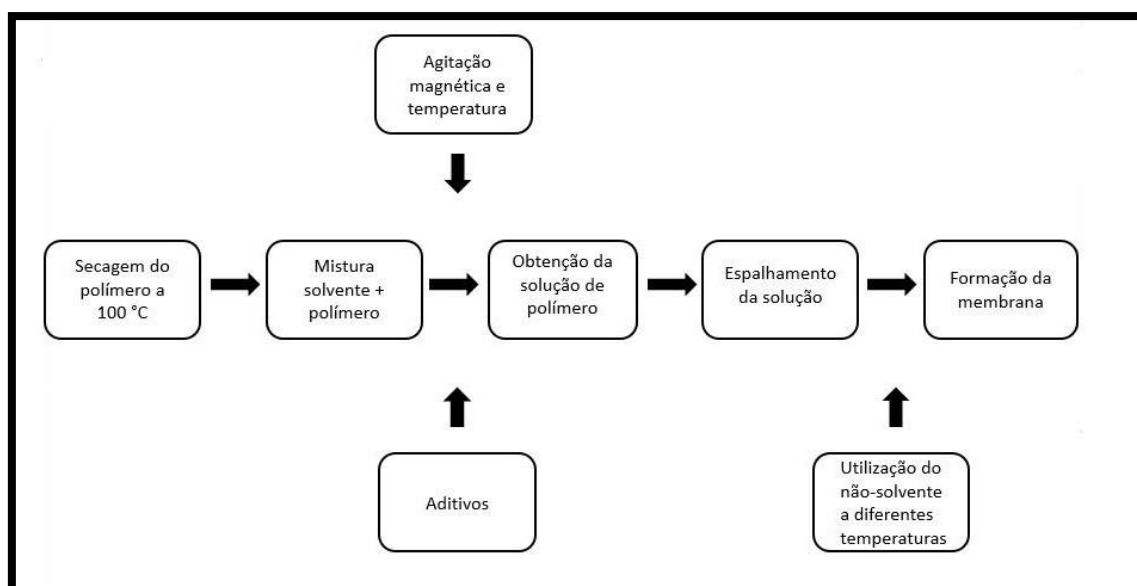 Agitação
magnética e
temperatura
Secagem do
polímero a
100 °C
Mistura
solvente +
polímero
Obtenção da
solução de
polímero
Espalhamento
da solução
Formação da
membrana
Aditivos
Utilização do
não-solvente
a diferentes
temperaturas